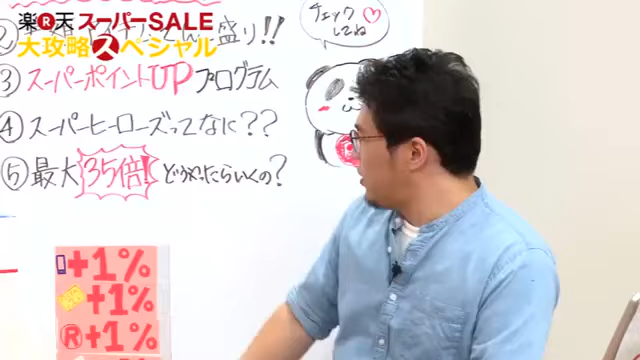 楽R天スーパーSALE
大攻略スペシャル
チェック♡
してね
② 盛り!!
③ スーパーポイントUPプログラム
④ スーパーヒーローズってなに??
⑤ 最大35倍!どうやったらいくの?
+1%
+1%
R+1%